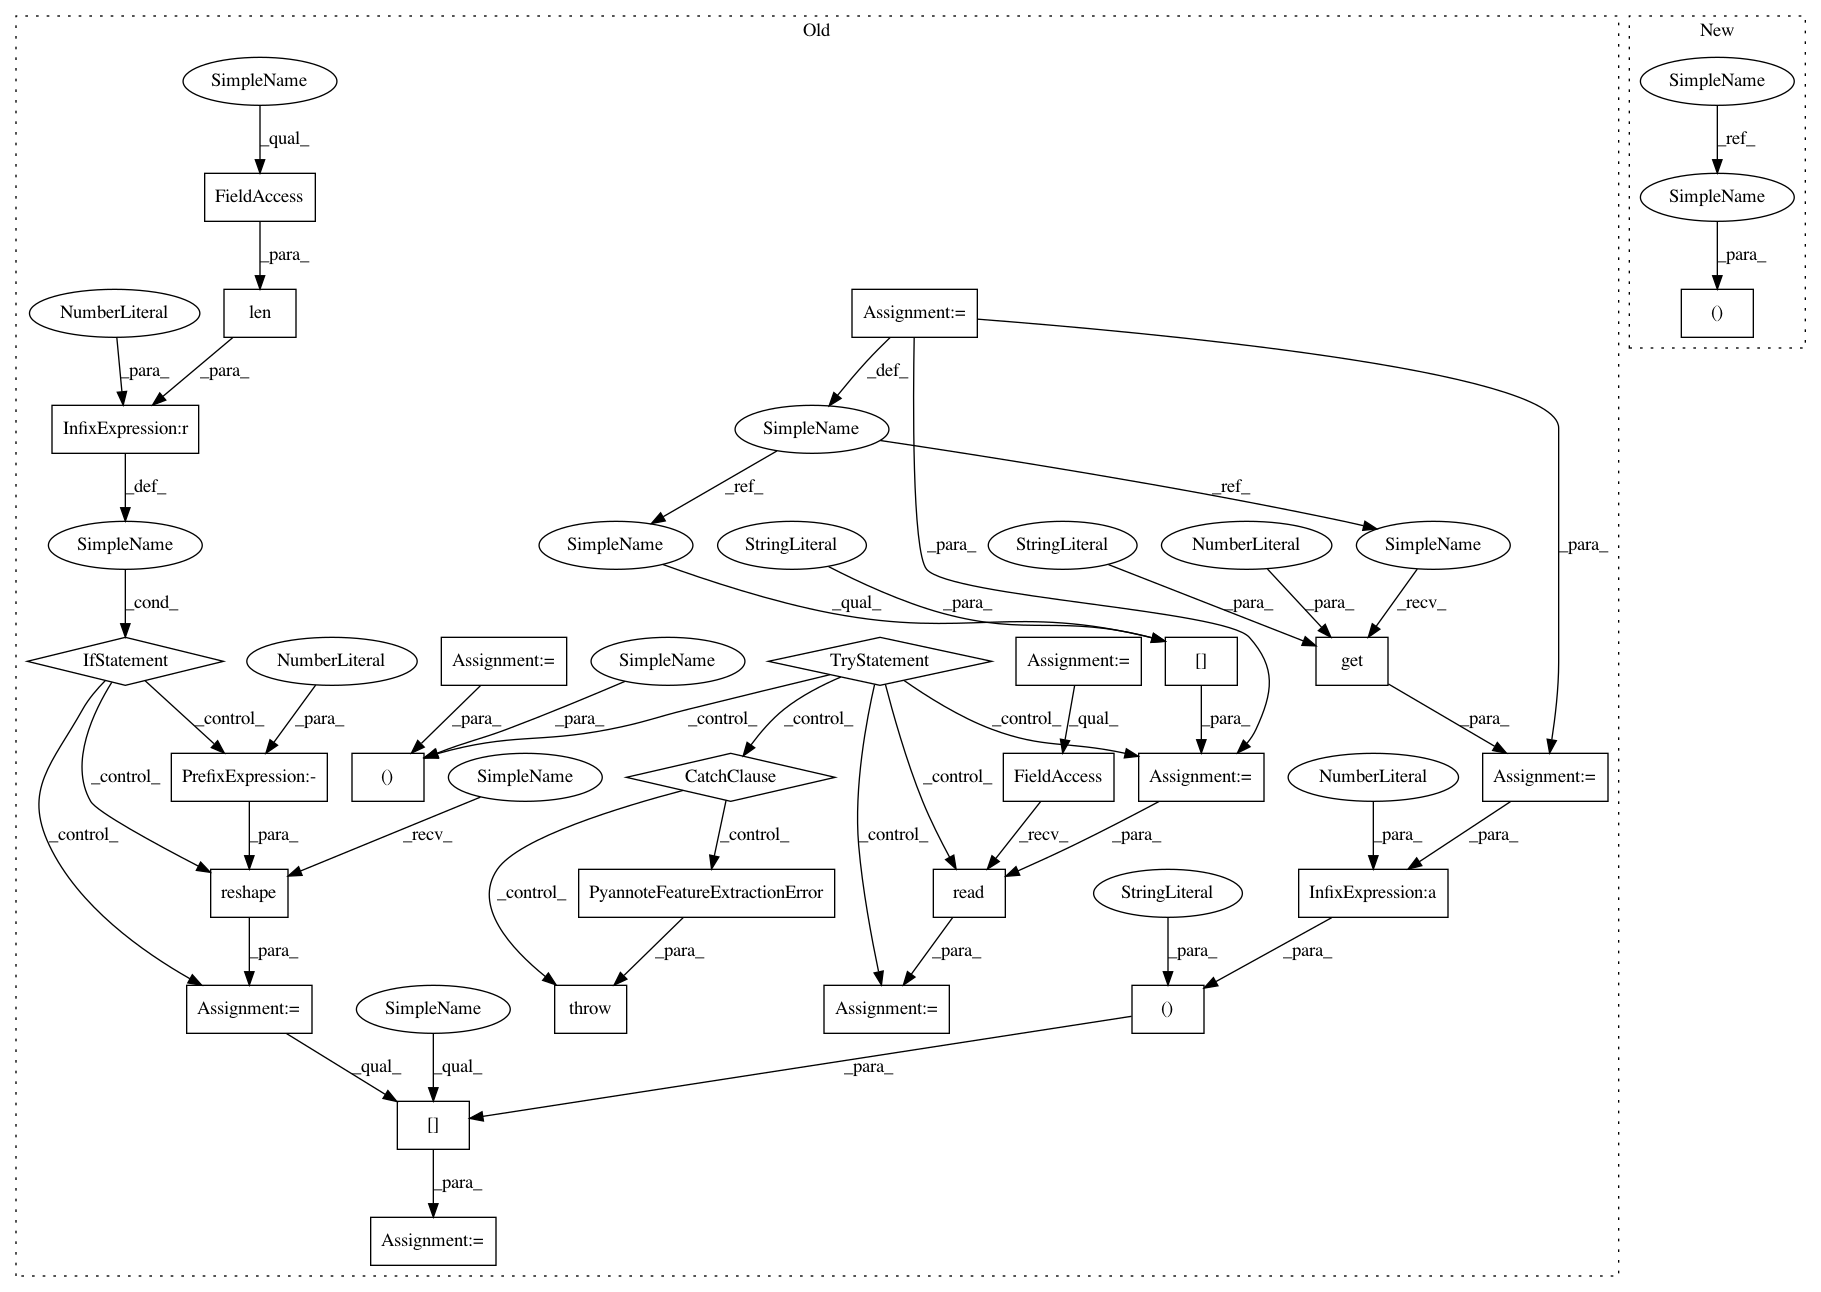 Old
New
SimpleName
SimpleName
_qual_
_ref_
FieldAccess
SimpleName
_para_
_para_
NumberLiteral
len
Assignment:=
()
_para_
_para_
_def_
InfixExpression:r
SimpleName
_def_
_ref_
_ref_
SimpleName
SimpleName
StringLiteral
_para_
StringLiteral
NumberLiteral
SimpleName
_para_
_cond_
_qual_
_para_
_para_
_para_
_recv_
IfStatement
NumberLiteral
Assignment:=
SimpleName
TryStatement
Assignment:=
[]
get
_control_
_para_
_para_
_para_
_control_
_control_
_control_
_qual_
_para_
_para_
_control_
PrefixExpression:-
()
SimpleName
CatchClause
_control_
FieldAccess
Assignment:=
NumberLiteral
Assignment:=
_control_
_para_
_recv_
_control_
_control_
_recv_
_para_
_para_
_para_
reshape
_control_
PyannoteFeatureExtractionError
read
StringLiteral
InfixExpression:a
_para_
_para_
_para_
_para_
_para_
Assignment:=
SimpleName
throw
Assignment:=
()
_qual_
_qual_
_para_
[]
_para_
Assignment:=